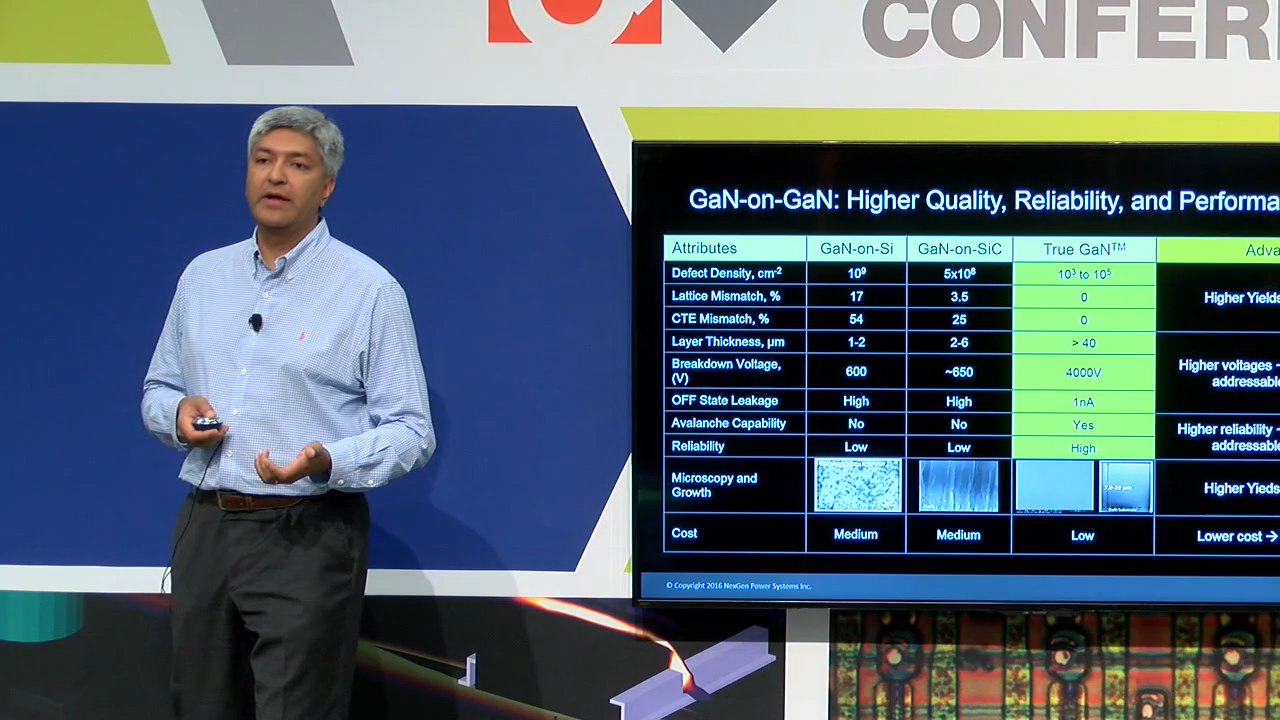 CONFER
GaN-on-GaN: Higher Quality, Reliability, and Performa
Attributes GaN-on-Si GaN-on-SiC True GaN™ Adva
Defect Density, cm-2 10⁹ 5x10⁸ 10³ to 10⁵
Lattice Mismatch, % 17 3.5 0 Higher Yields
CTE Mismatch, % 54 25 0
Layer Thickness, µm 1-2 2-6 > 40
Breakdown Voltage, (V) 600 ~650 4000V Higher voltages -
addressable
OFF State Leakage High High 1nA
Avalanche Capability No No Yes Higher reliability -
addressable
Reliability Low Low High
Microscopy and
Growth Higher Yieds
Cost Medium Medium Low Lower cost →
© Copyright 2016 NexGen Power Systems Inc.